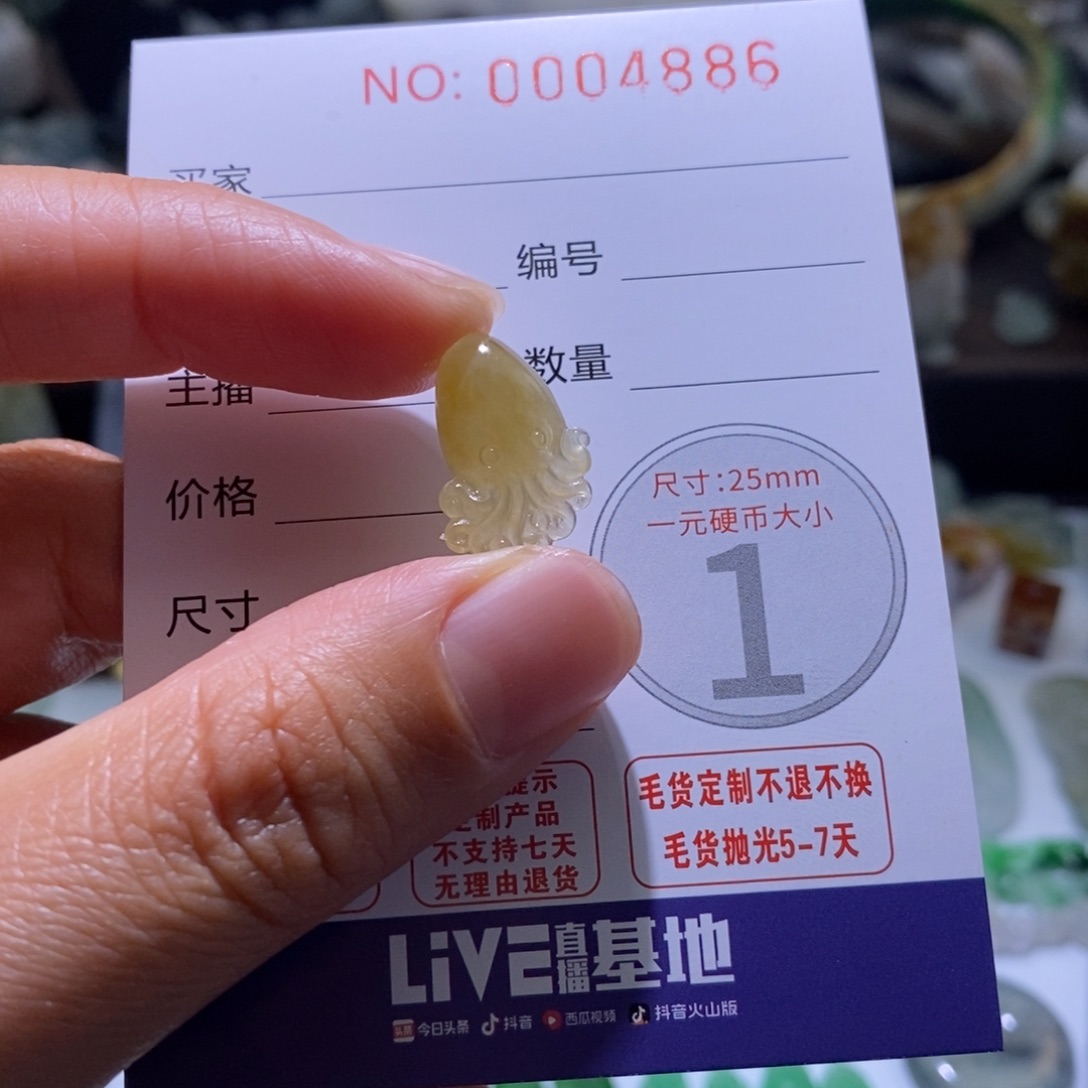 NO: 0004886
买家
编号
主播
数量
价格
尺寸
尺寸:25mm
一元硬币大小
1
提示
定制产品
不支持七天
无理由退货
毛货定制不退不换
毛货抛光5-7天
LiVE直播基地
头条 今日头条 抖音 西瓜视频 抖音火山版